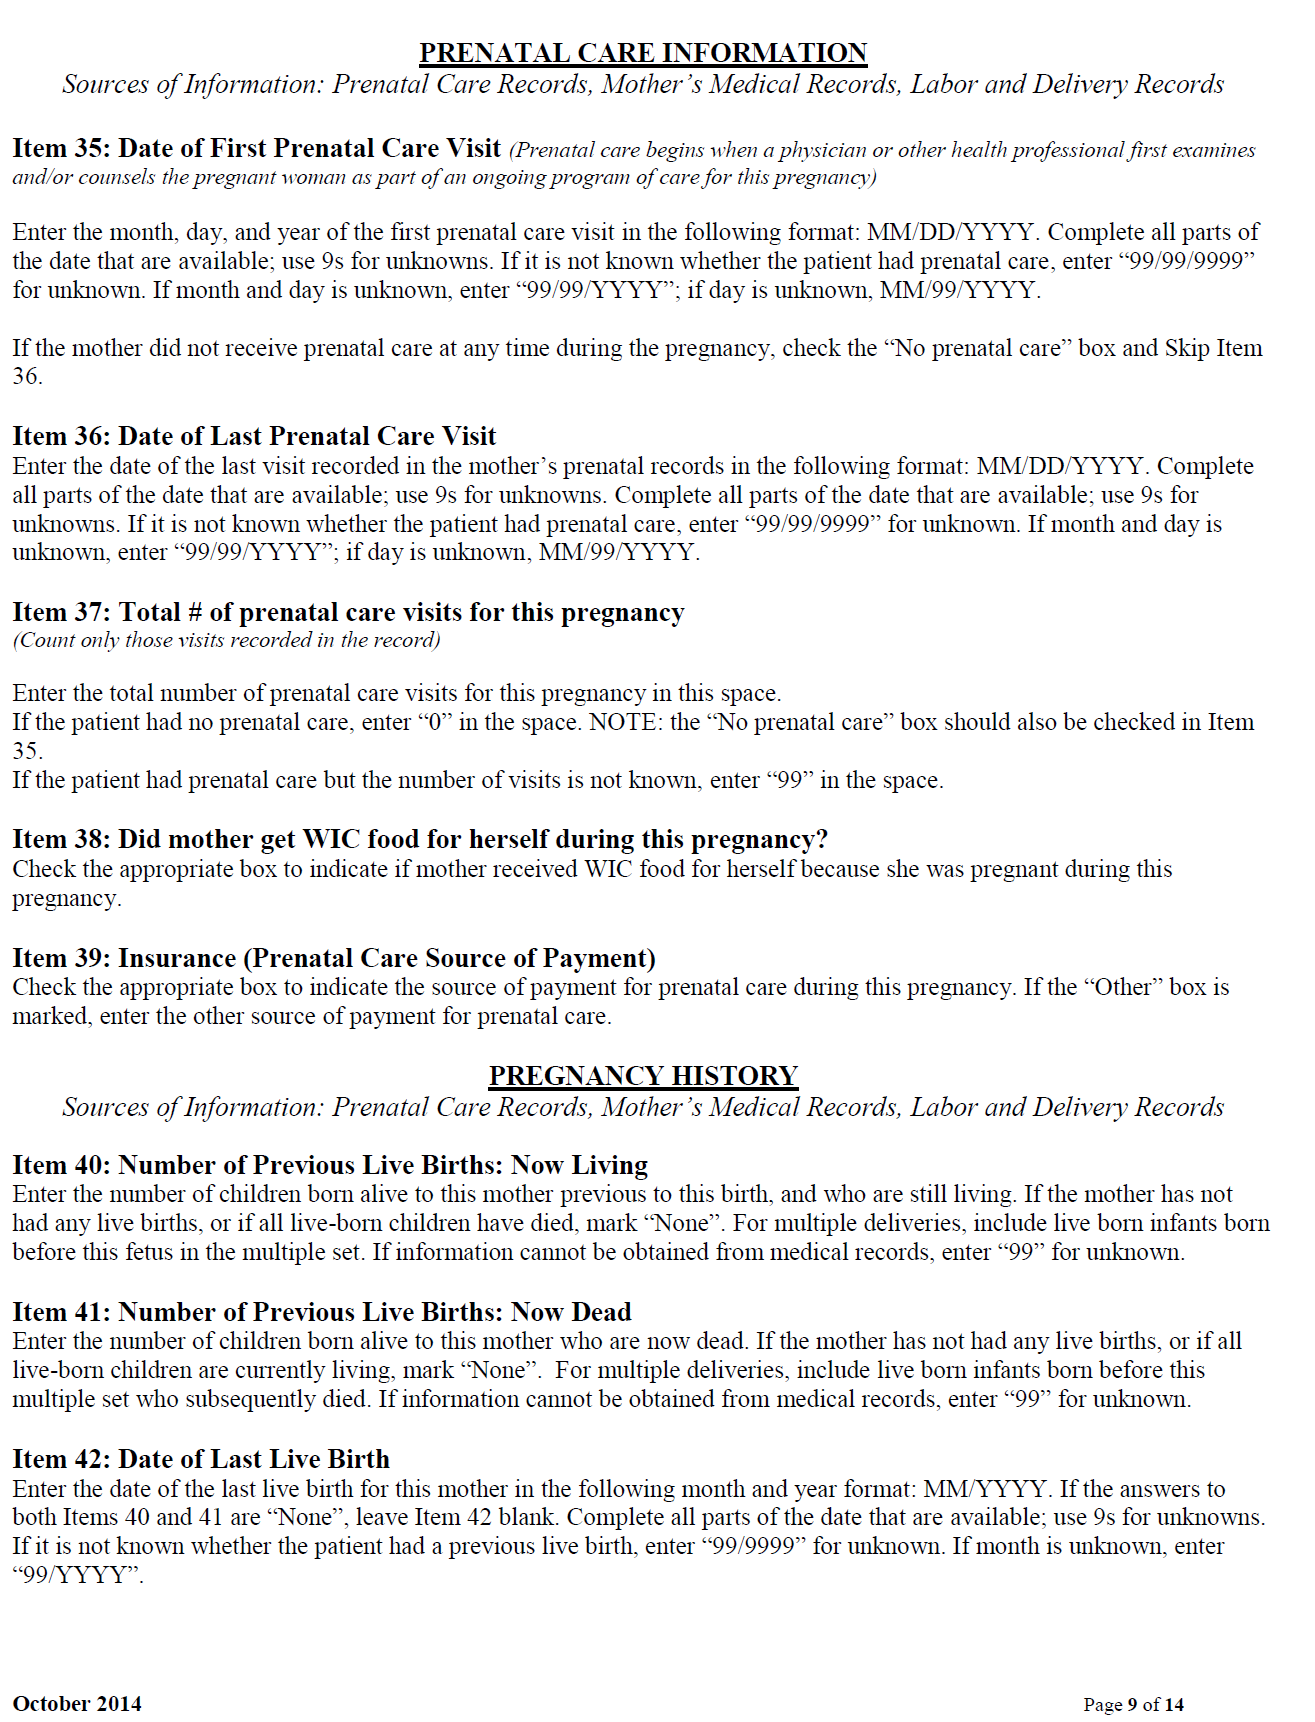 PRENATAL CARE INFORMATION
Sources of Information: Prenatal Care Records, Mother’s Medical Records, Labor and Delivery Records
Item 35: Date of First Prenatal Care Visit (Prenatal care begins when a physician or other health professional first examines
and/or counsels the pregnant woman as part of an ongoing program of care for this pregnancy)
Enter the month, day, and year of the first prenatal care visit in the following format: MM/DD/YYYY. Complete all parts of
the date that are available; use 9s for unknowns. If it is not known whether the patient had prenatal care, enter “99/99/9999”
for unknown. If month and day is unknown, enter “99/99/YYYY”; if day is unknown, MM/99/YYYY.
If the mother did not receive prenatal care at any time during the pregnancy, check the “No prenatal care” box and Skip Item
36.
Item 36: Date of Last Prenatal Care Visit
Enter the date of the last visit recorded in the mother’s prenatal records in the following format: MM/DD/YYYY. Complete
all parts of the date that are available; use 9s for unknowns. Complete all parts of the date that are available; use 9s for
unknowns. If it is not known whether the patient had prenatal care, enter “99/99/9999” for unknown. If month and day is
unknown, enter “99/99/YYYY”; if day is unknown, MM/99/YYYY.
Item 37: Total # of prenatal care visits for this pregnancy
(Count only those visits recorded in the record)
Enter the total number of prenatal care visits for this pregnancy in this space.
If the patient had no prenatal care, enter “0” in the space. NOTE: the “No prenatal care” box should also be checked in Item
35.
If the patient had prenatal care but the number of visits is not known, enter “99” in the space.
Item 38: Did mother get WIC food for herself during this pregnancy?
Check the appropriate box to indicate if mother received WIC food for herself because she was pregnant during this
pregnancy.
Item 39: Insurance (Prenatal Care Source of Payment)
Check the appropriate box to indicate the source of payment for prenatal care during this pregnancy. If the “Other” box is
marked, enter the other source of payment for prenatal care.
PREGNANCY HISTORY
Sources of Information: Prenatal Care Records, Mother’s Medical Records, Labor and Delivery Records
Item 40: Number of Previous Live Births: Now Living
Enter the number of children born alive to this mother previous to this birth, and who are still living. If the mother has not
had any live births, or if all live-born children have died, mark “None”. For multiple deliveries, include live born infants born
before this fetus in the multiple set. If information cannot be obtained from medical records, enter “99” for unknown.
Item 41: Number of Previous Live Births: Now Dead
Enter the number of children born alive to this mother who are now dead. If the mother has not had any live births, or if all
live-born children are currently living, mark “None”.  For multiple deliveries, include live born infants born before this
multiple set who subsequently died. If information cannot be obtained from medical records, enter “99” for unknown.
Item 42: Date of Last Live Birth
Enter the date of the last live birth for this mother in the following month and year format: MM/YYYY. If the answers to
both Items 40 and 41 are “None”, leave Item 42 blank. Complete all parts of the date that are available; use 9s for unknowns.
If it is not known whether the patient had a previous live birth, enter “99/9999” for unknown. If month is unknown, enter
“99/YYYY”.
October 2014
Page 9 of 14